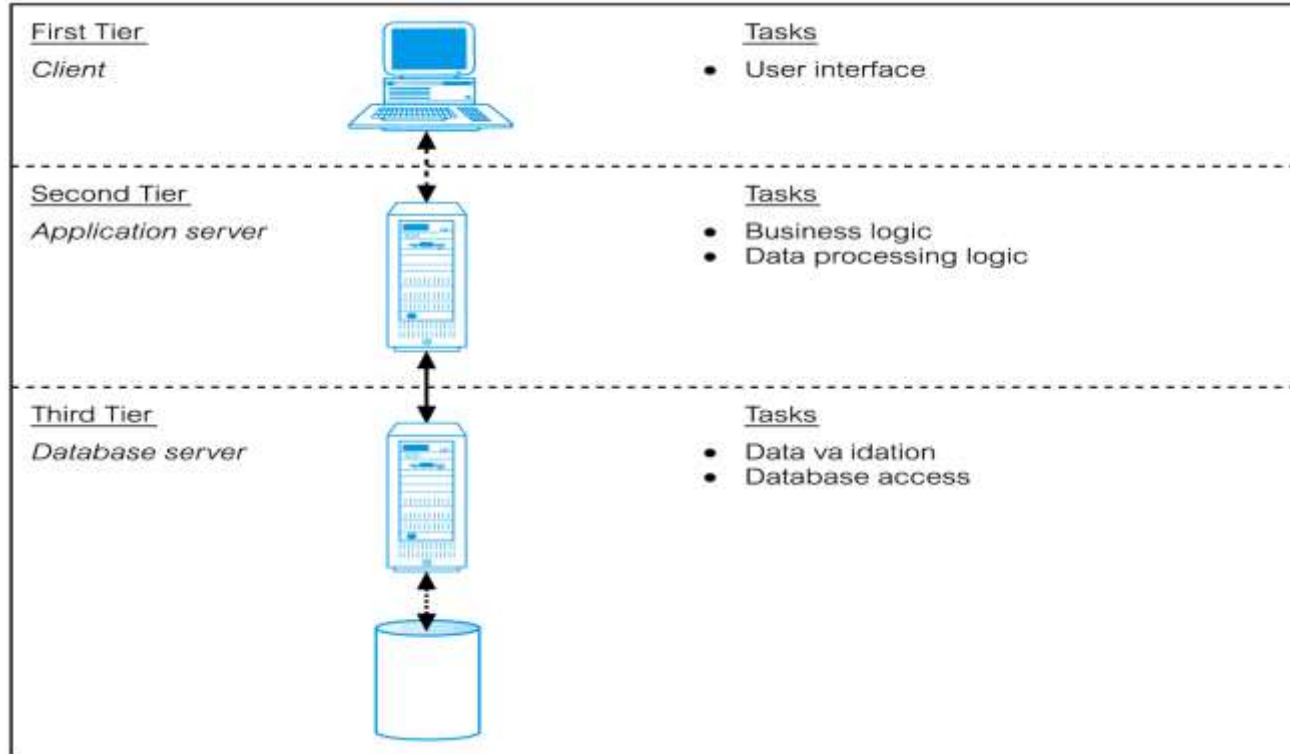 First Tier
Client
Tasks
● User interface
Second Tier
Application server
Tasks
● Business logic
● Data processing logic
Third Tier
Database server
Tasks
● Data va idation
● Database access